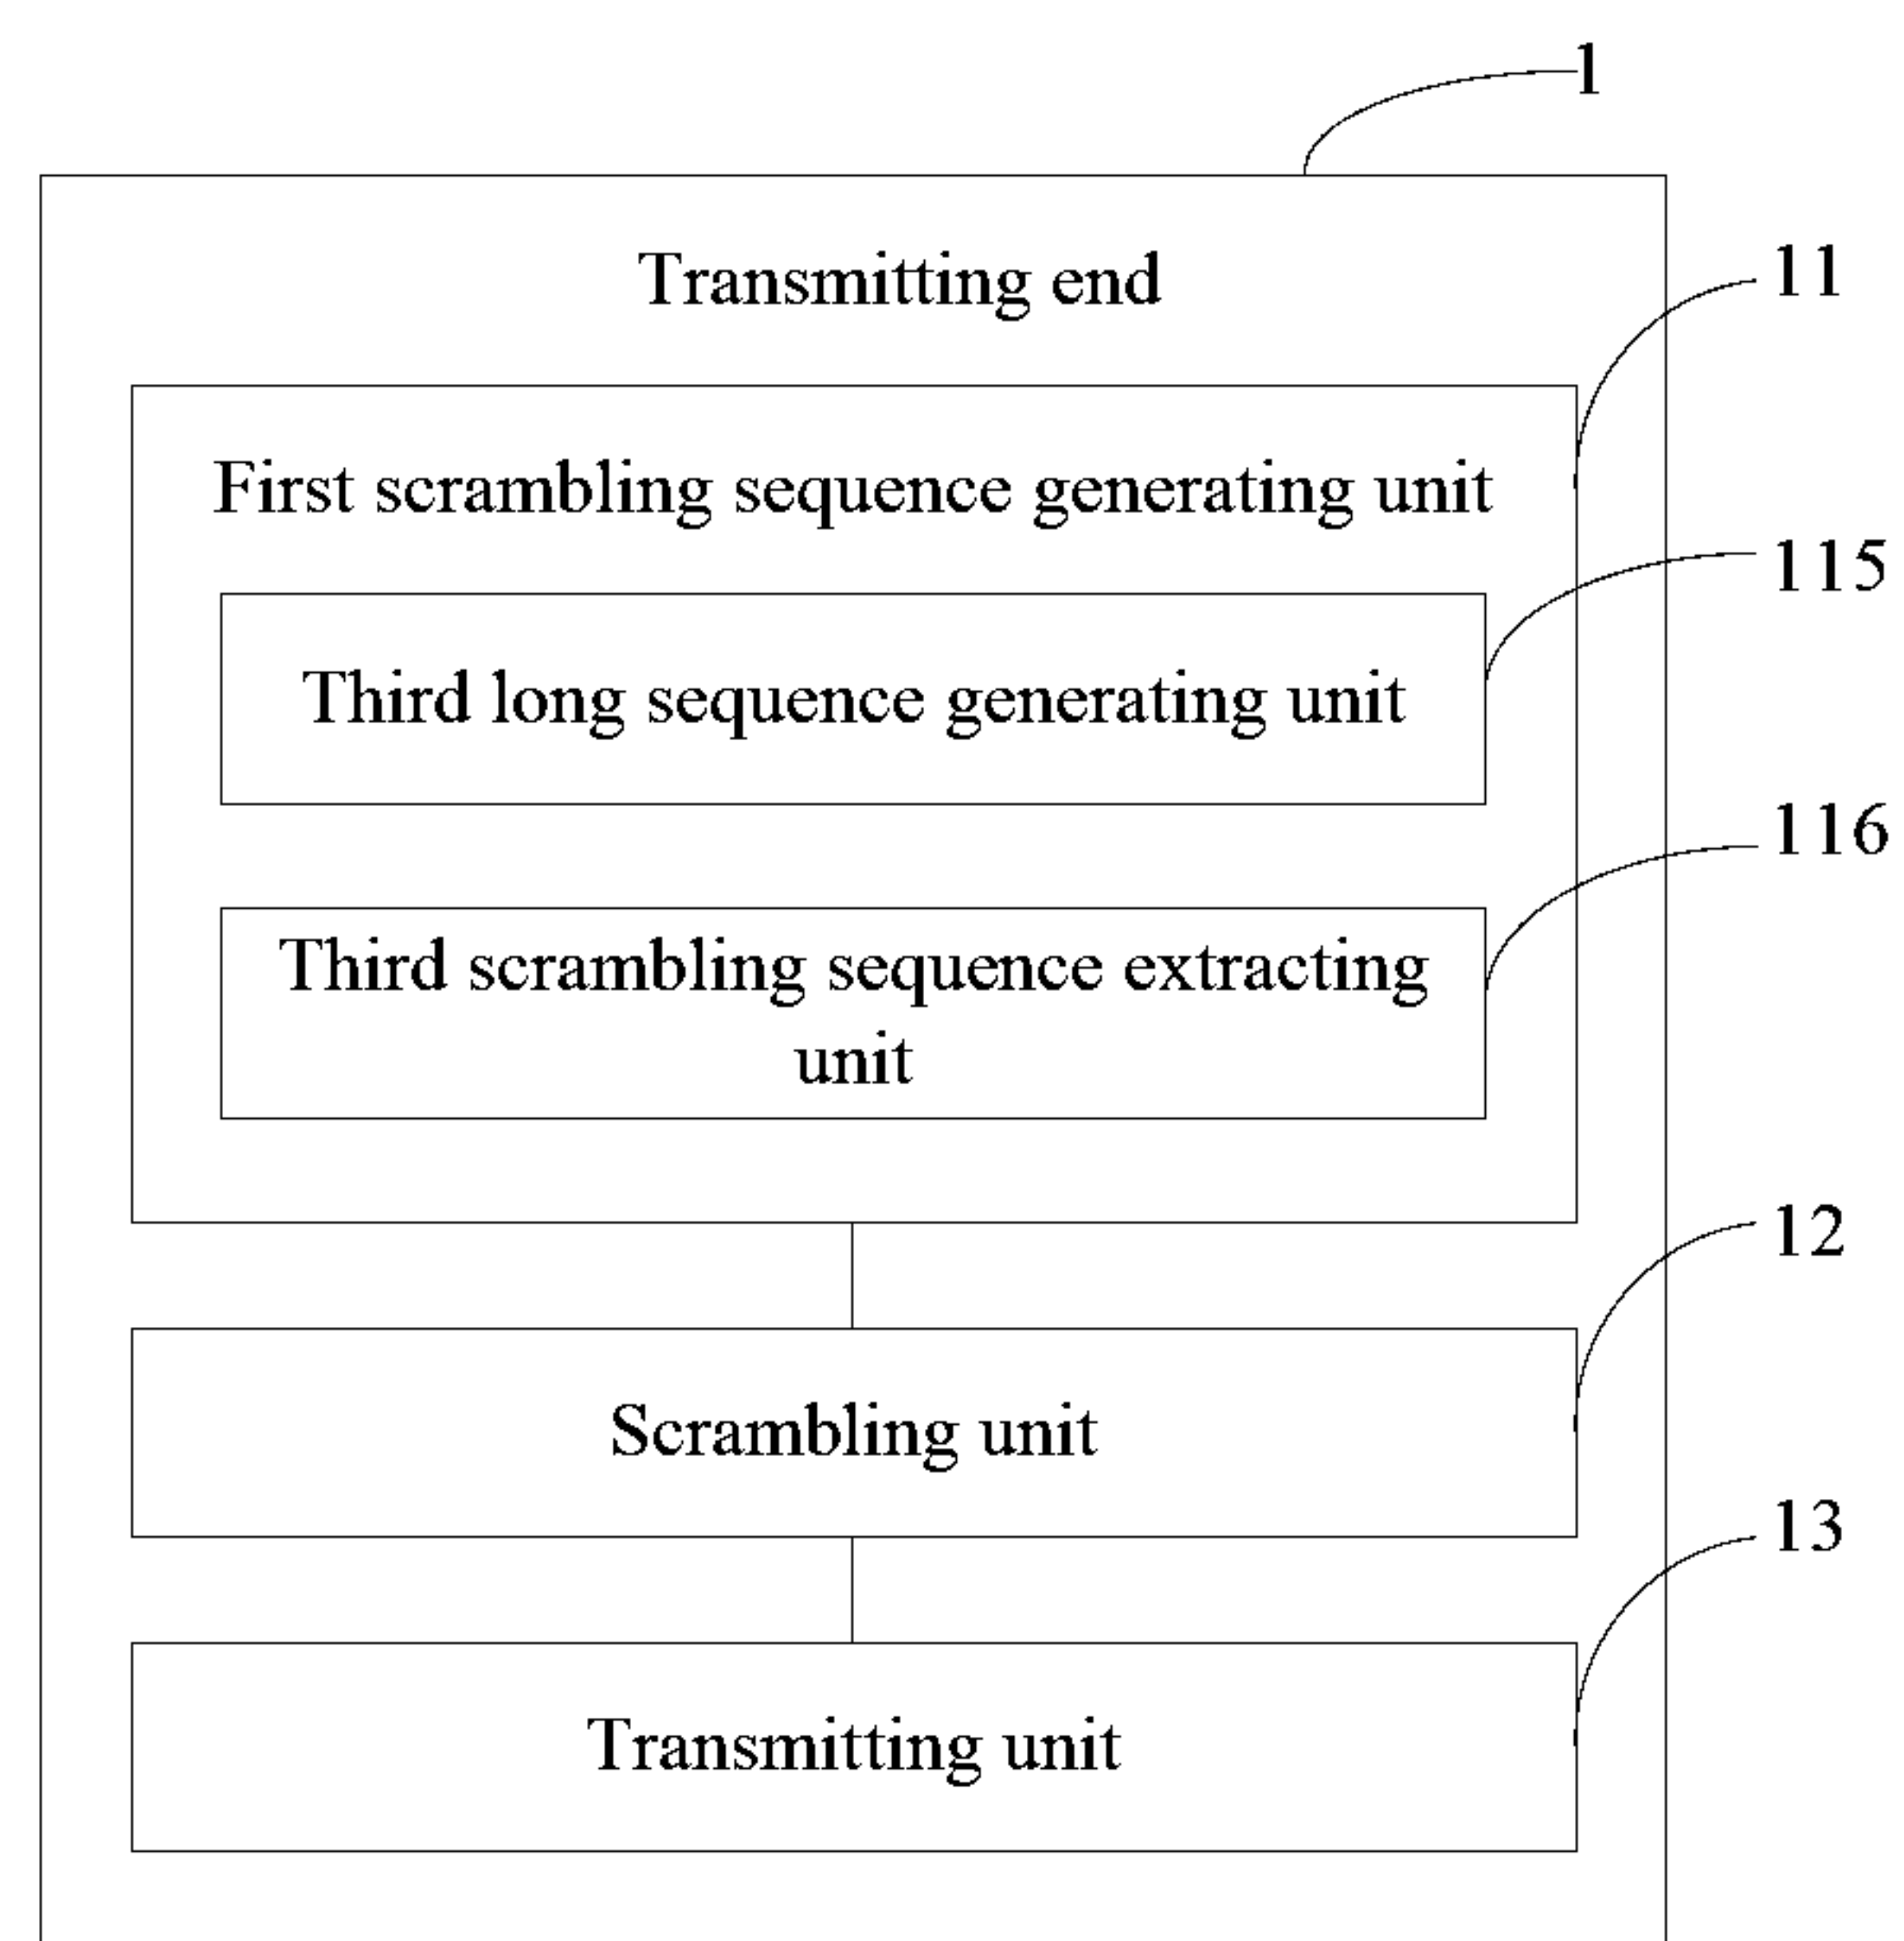 1
Transmitting end
11
First scrambling sequence generating unit
115
Third long sequence generating unit
116
Third scrambling sequence extracting
unit
12
Scrambling unit
13
Transmitting unit